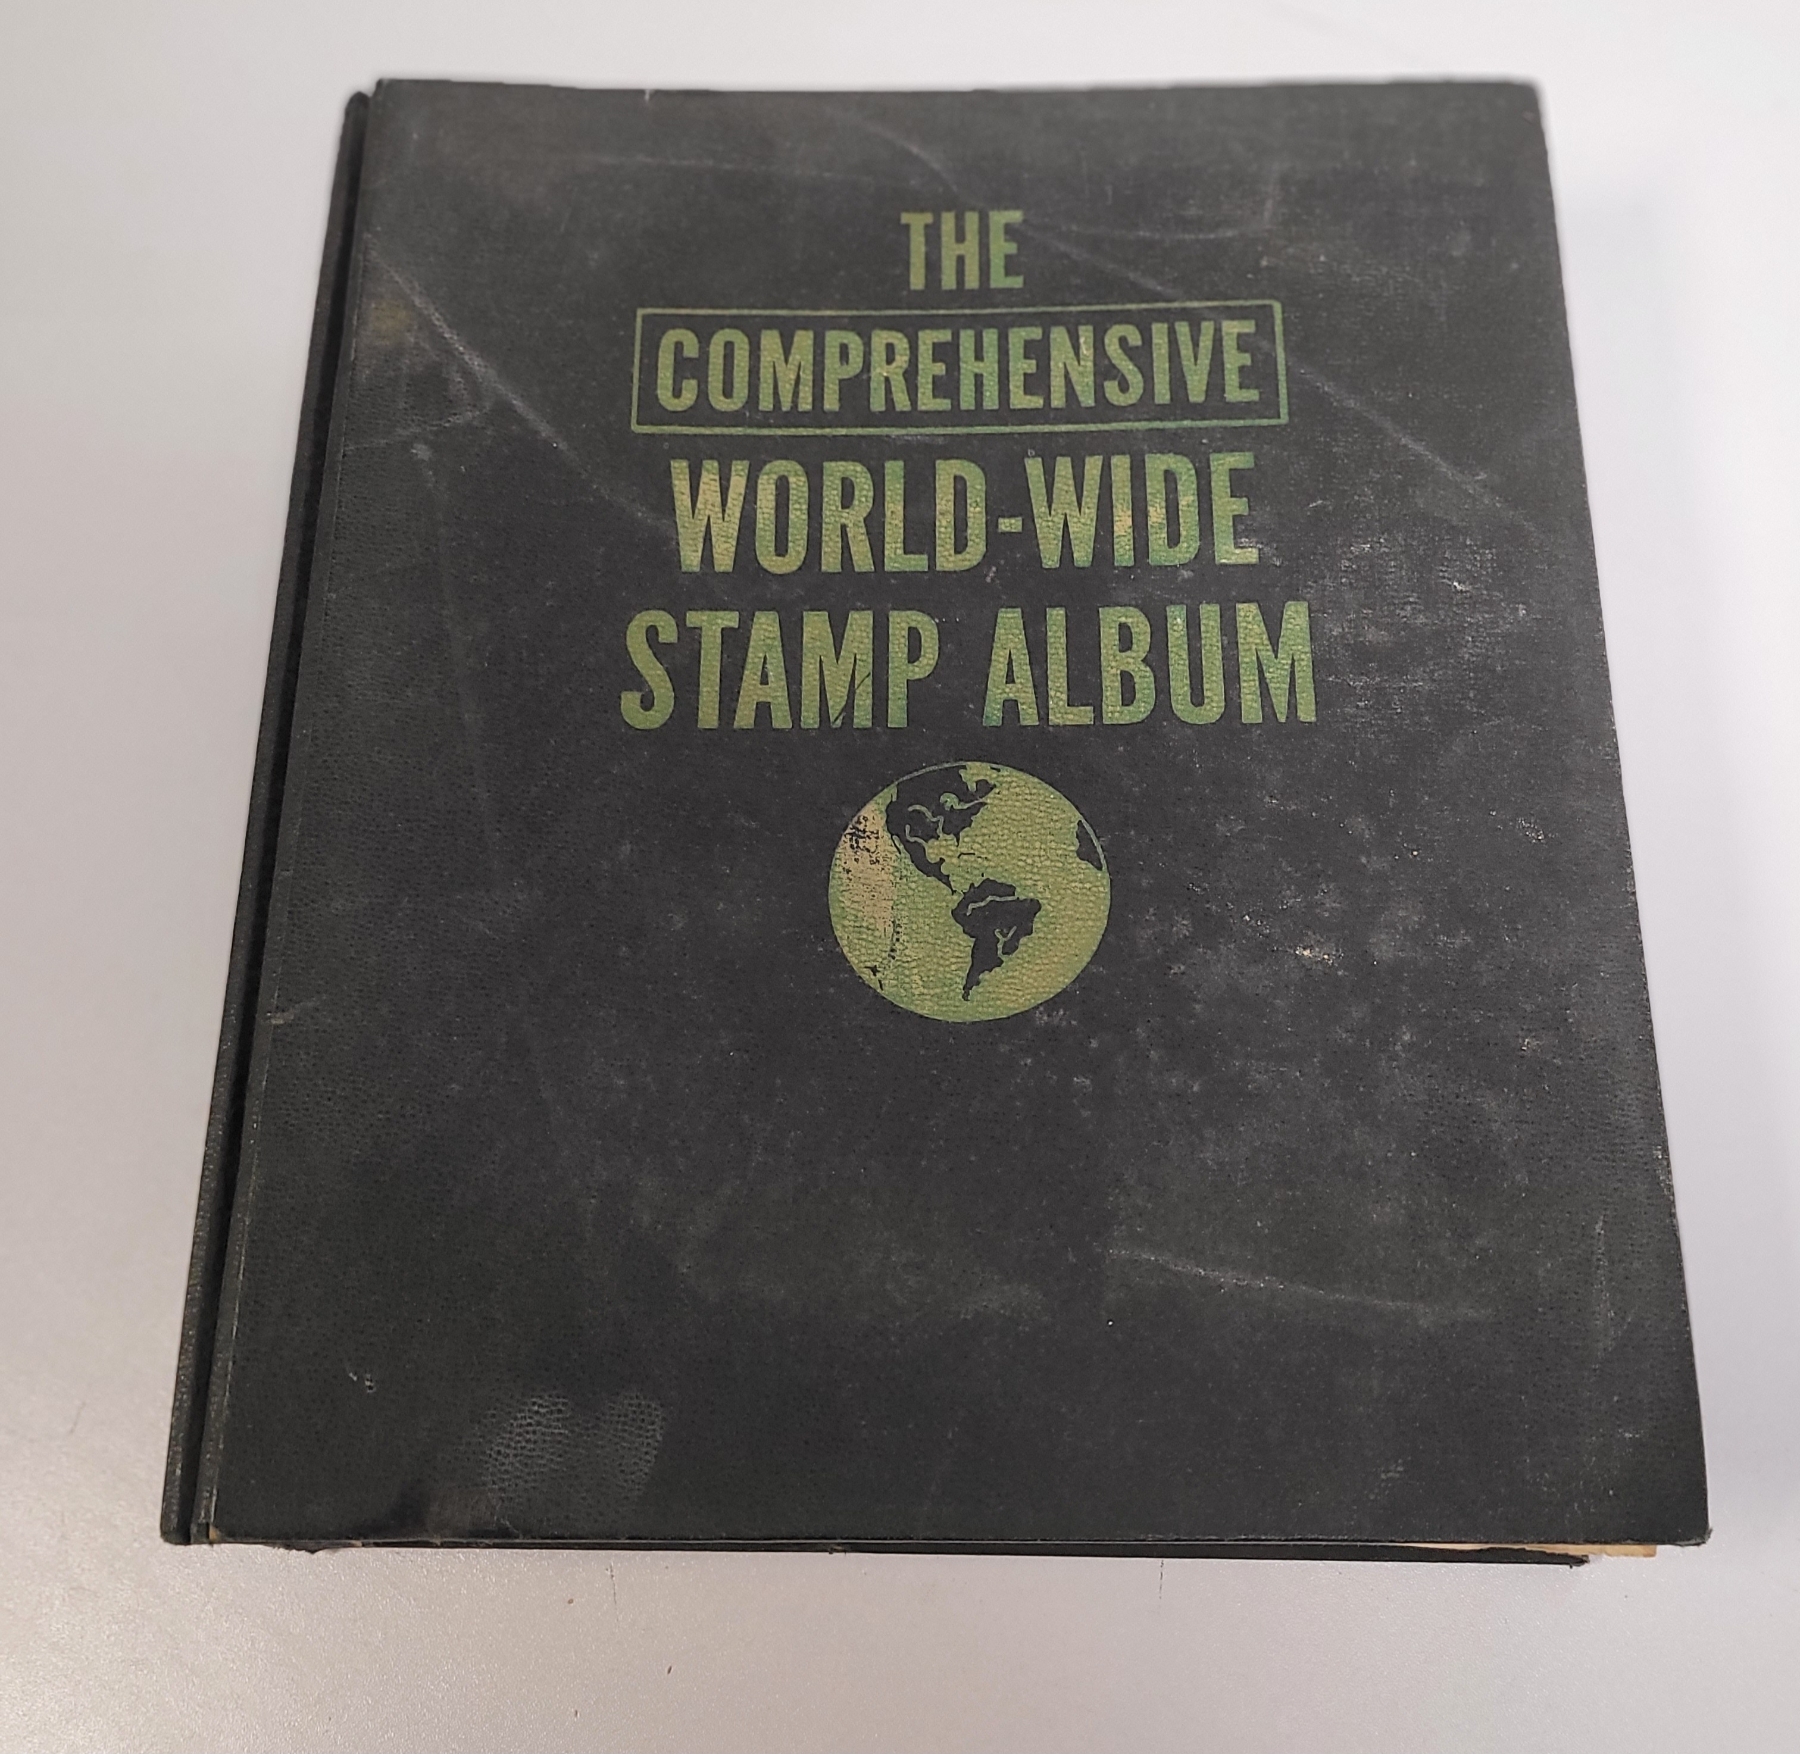 THE
COMPREHENSIVE
WORLD-WIDE
STAMP ALBUM